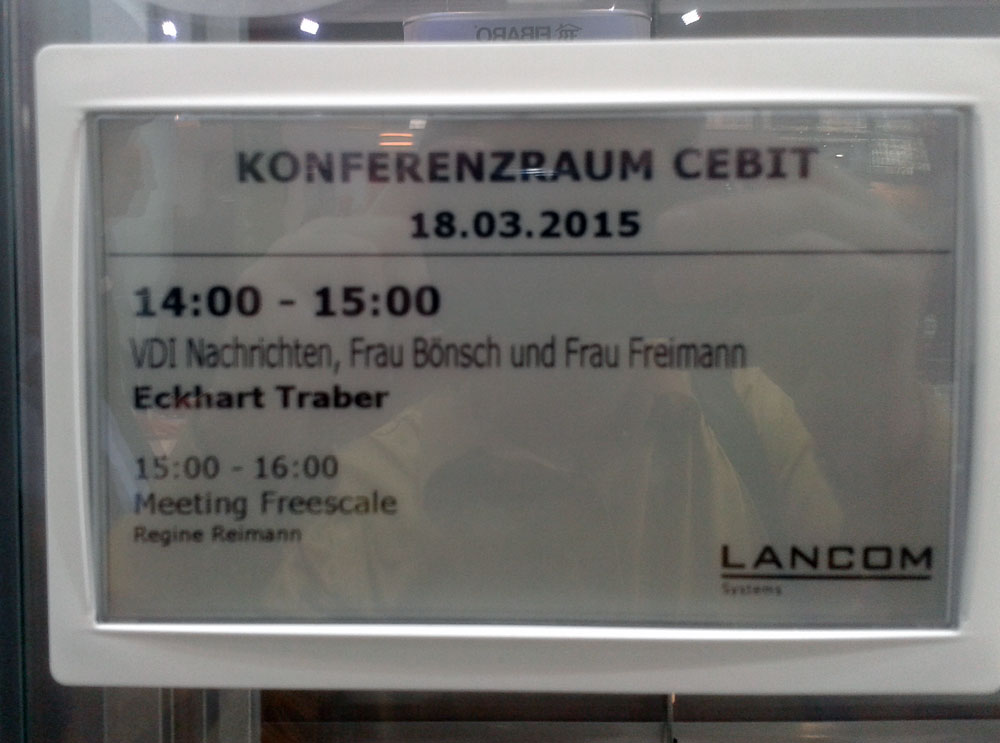 FIBARO
KONFERENZRAUM CEBIT
18.03.2015
14:00 - 15:00
VDI Nachrichten, Frau Bönsch und Frau Freimann
Eckhart Traber
15:00 - 16:00
Meeting Freescale
Regine Reimann
LANCOM
Systems